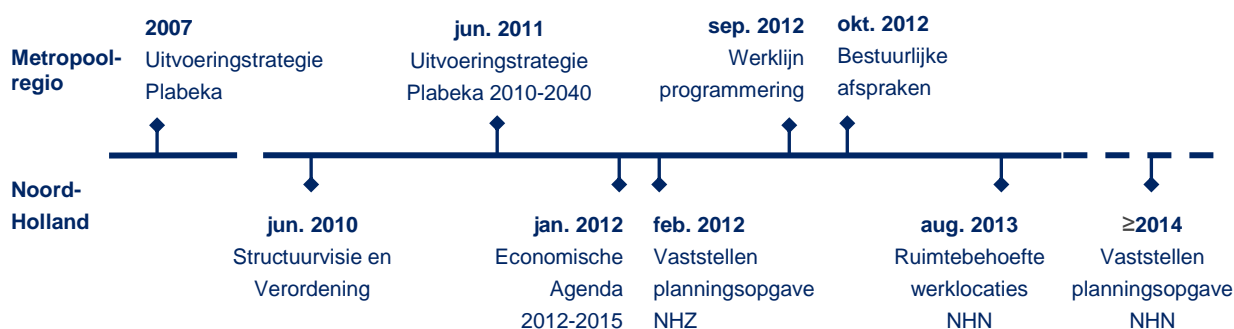 Metropool-
regio
2007
Uitvoeringstrategie
Plabeka
jun. 2011
Uitvoeringstrategie
Plabeka 2010-2040
sep. 2012
Werklijn
programmering
okt. 2012
Bestuurlijke
afspraken
Noord-
Holland
jun. 2010
Structuurvisie en
Verordening
jan. 2012
Economische
Agenda
2012-2015
feb. 2012
Vaststellen
planningsopgave
NHZ
aug. 2013
Ruimtebehoefte
werklocaties
NHN
≥2014
Vaststellen
planningsopgave
NHN